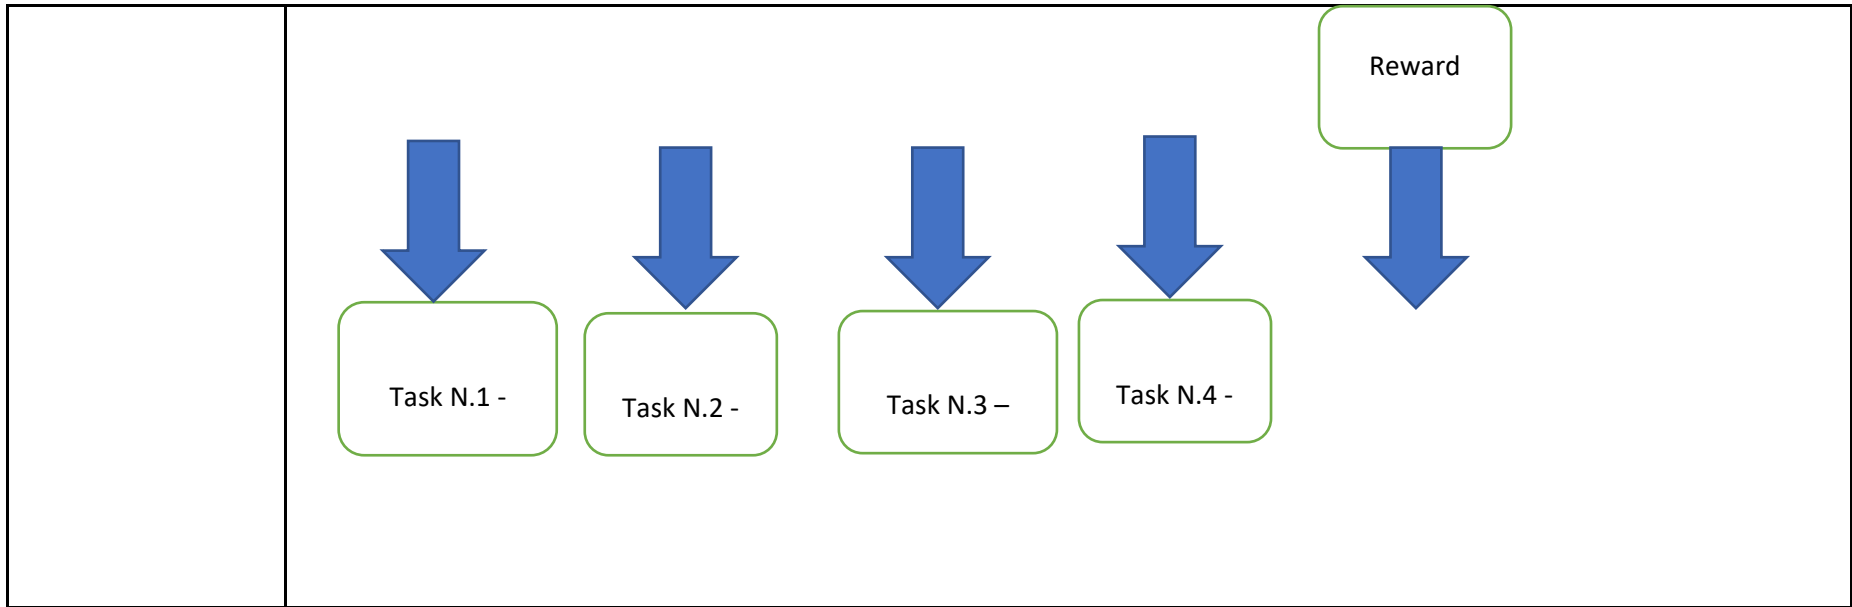 Reward
Task N.1 -
Task N.2 -
Task N.3 –
Task N.4 -